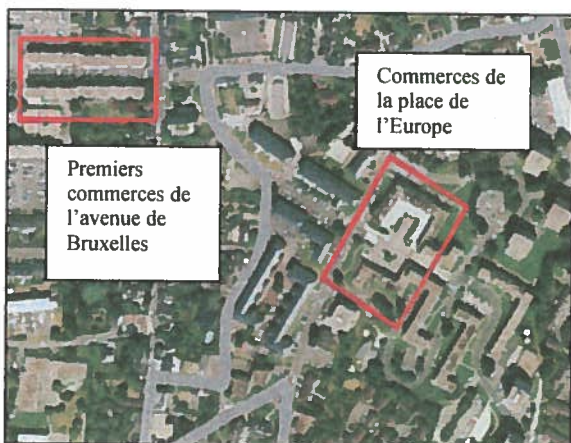 Commerces de
la place de
l'Europe
Premiers
commerces de
l'avenue de
Bruxelles